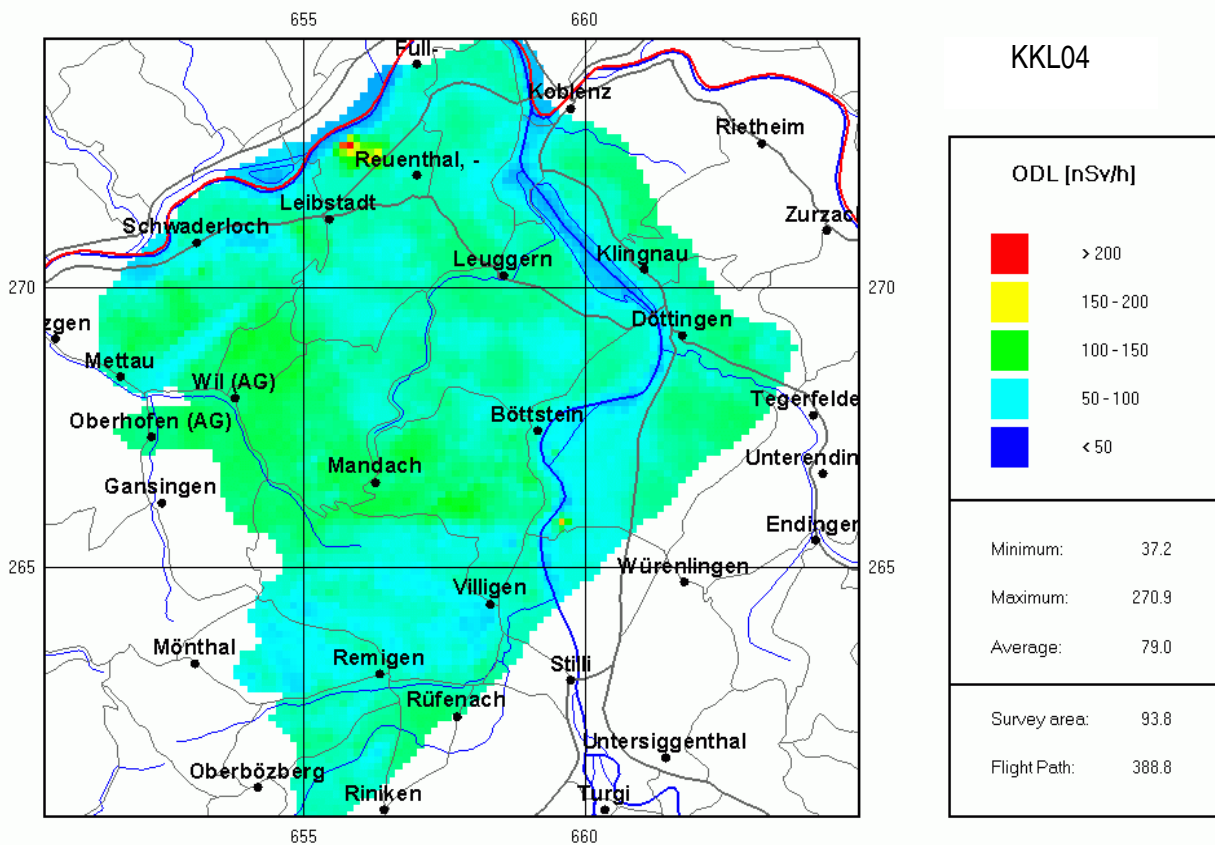 655 660
KKL04
Full-
Koblenz
Rietheim
Reuenthal, -
Leibstadt
Schwaderloch
Zurzac
ODL [nSv/h]
> 200
150 - 200
100 - 150
50 - 100
< 50
Leuggern
Klingnau
270 270
zgen
Döttingen
Mettau
Wil (AG)
Tegerfelde
Oberhofen (AG)
Böttstein
Mandach
Unterendin
Gansingen
Endinger
Minimum: 37.2
Maximum: 270.9
Average: 79.0
265 265
Würenlingen
Villigen
Mönthal
Remigen
Stilli
Rüfenach
Survey area: 93.8
Flight Path: 388.8
Untersiggenthal
Oberbözberg
Riniken
Turgi
655 660